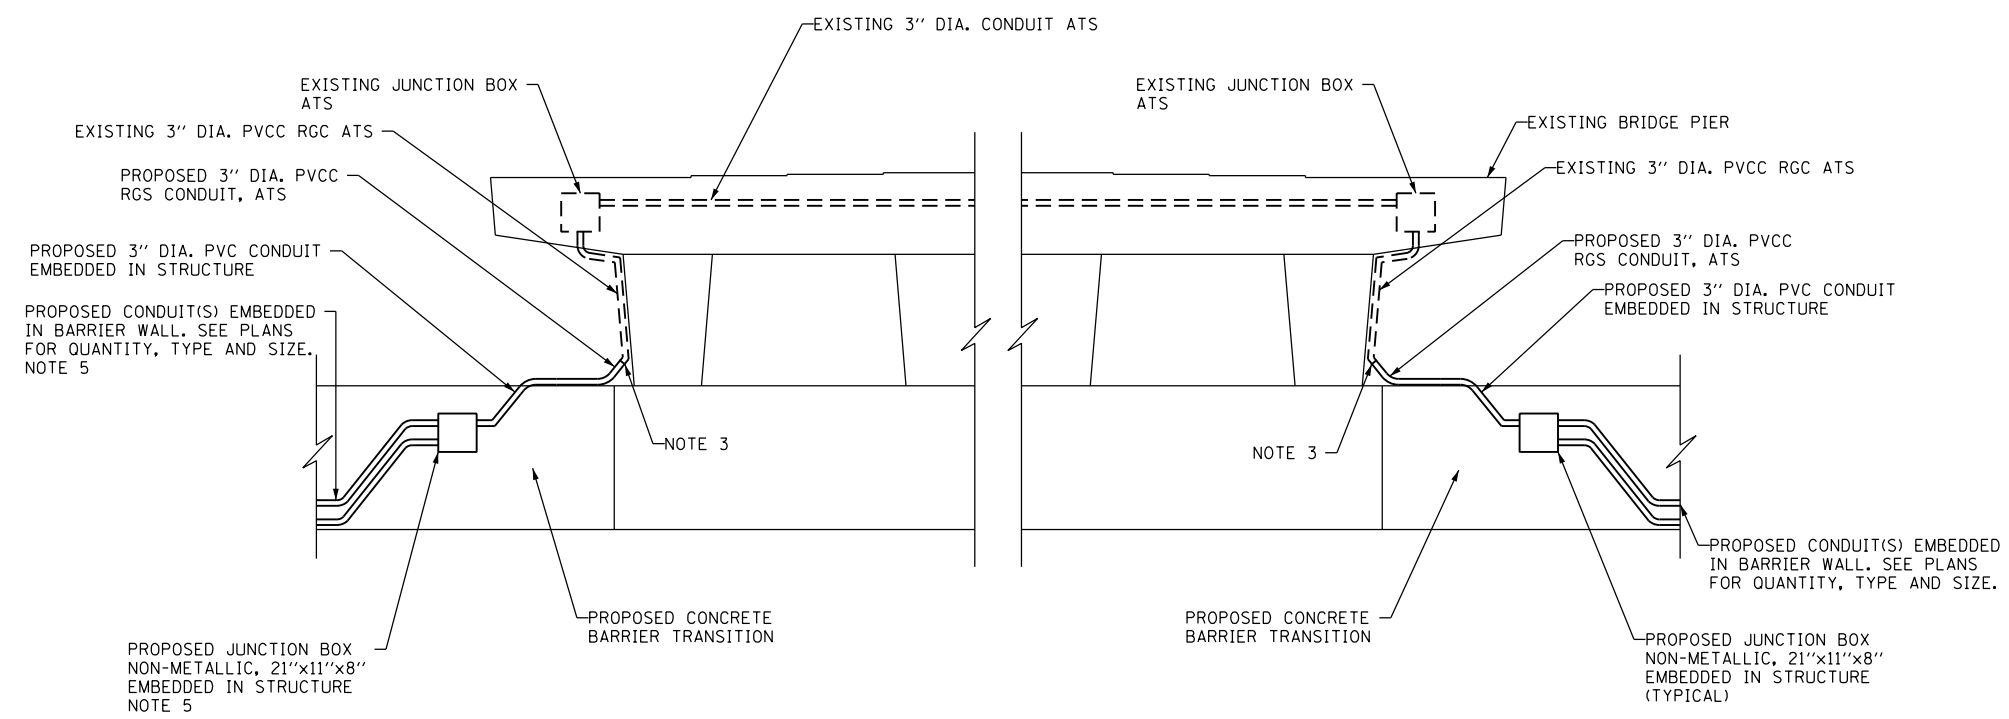 EXISTING 3" DIA. CONDUIT ATS
EXISTING JUNCTION BOX
ATS
EXISTING JUNCTION BOX
ATS
EXISTING 3" DIA. PVCC RGC ATS
EXISTING BRIDGE PIER
PROPOSED 3" DIA. PVCC
RGS CONDUIT, ATS
EXISTING 3" DIA. PVCC RGC ATS
PROPOSED 3" DIA. PVC CONDUIT
EMBEDDED IN STRUCTURE
PROPOSED 3" DIA. PVCC
RGS CONDUIT, ATS
PROPOSED CONDUIT(S) EMBEDDED
IN BARRIER WALL. SEE PLANS
FOR QUANTITY, TYPE AND SIZE.
NOTE 5
PROPOSED 3" DIA. PVC CONDUIT
EMBEDDED IN STRUCTURE
NOTE 3
NOTE 3
PROPOSED CONDUIT(S) EMBEDDED
IN BARRIER WALL. SEE PLANS
FOR QUANTITY, TYPE AND SIZE.
PROPOSED CONCRETE
BARRIER TRANSITION
PROPOSED CONCRETE
BARRIER TRANSITION
PROPOSED JUNCTION BOX
NON-METALLIC, 21"x11"x8"
EMBEDDED IN STRUCTURE
NOTE 5
PROPOSED JUNCTION BOX
NON-METALLIC, 21"x11"x8"
EMBEDDED IN STRUCTURE
(TYPICAL)